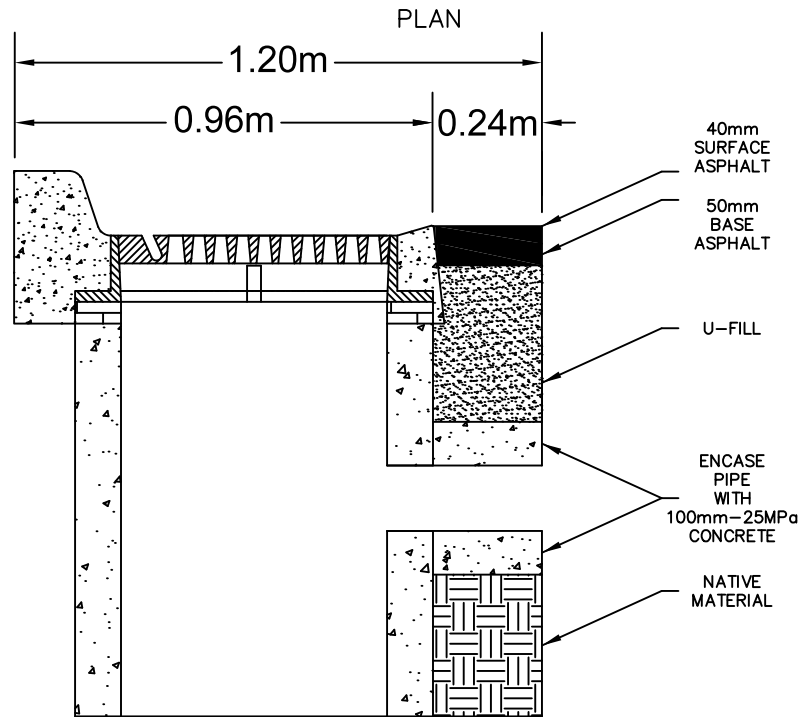 PLAN
1.20m
0.96m
0.24m
40mm
SURFACE
ASPHALT
50mm
BASE
ASPHALT
U-FILL
ENCASE
PIPE
WITH
100mm-25MPa
CONCRETE
NATIVE
MATERIAL